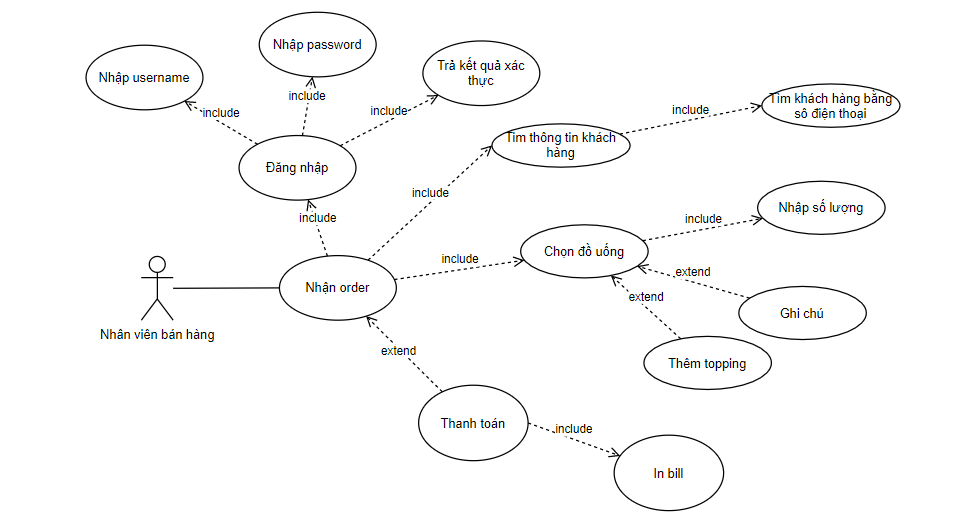 Nhập password
Nhập username
Trả kết quả xác
thực
include
include
include
Tìm khách hàng bằng
số điện thoại
include
Tìm thông tin khách
hàng
Đăng nhập
include
include
Nhập số lượng
include
Chọn đồ uống
include
extend
Nhận order
extend
Ghi chú
Nhân viên bán hàng
extend
Thêm topping
Thanh toán
include
In bill